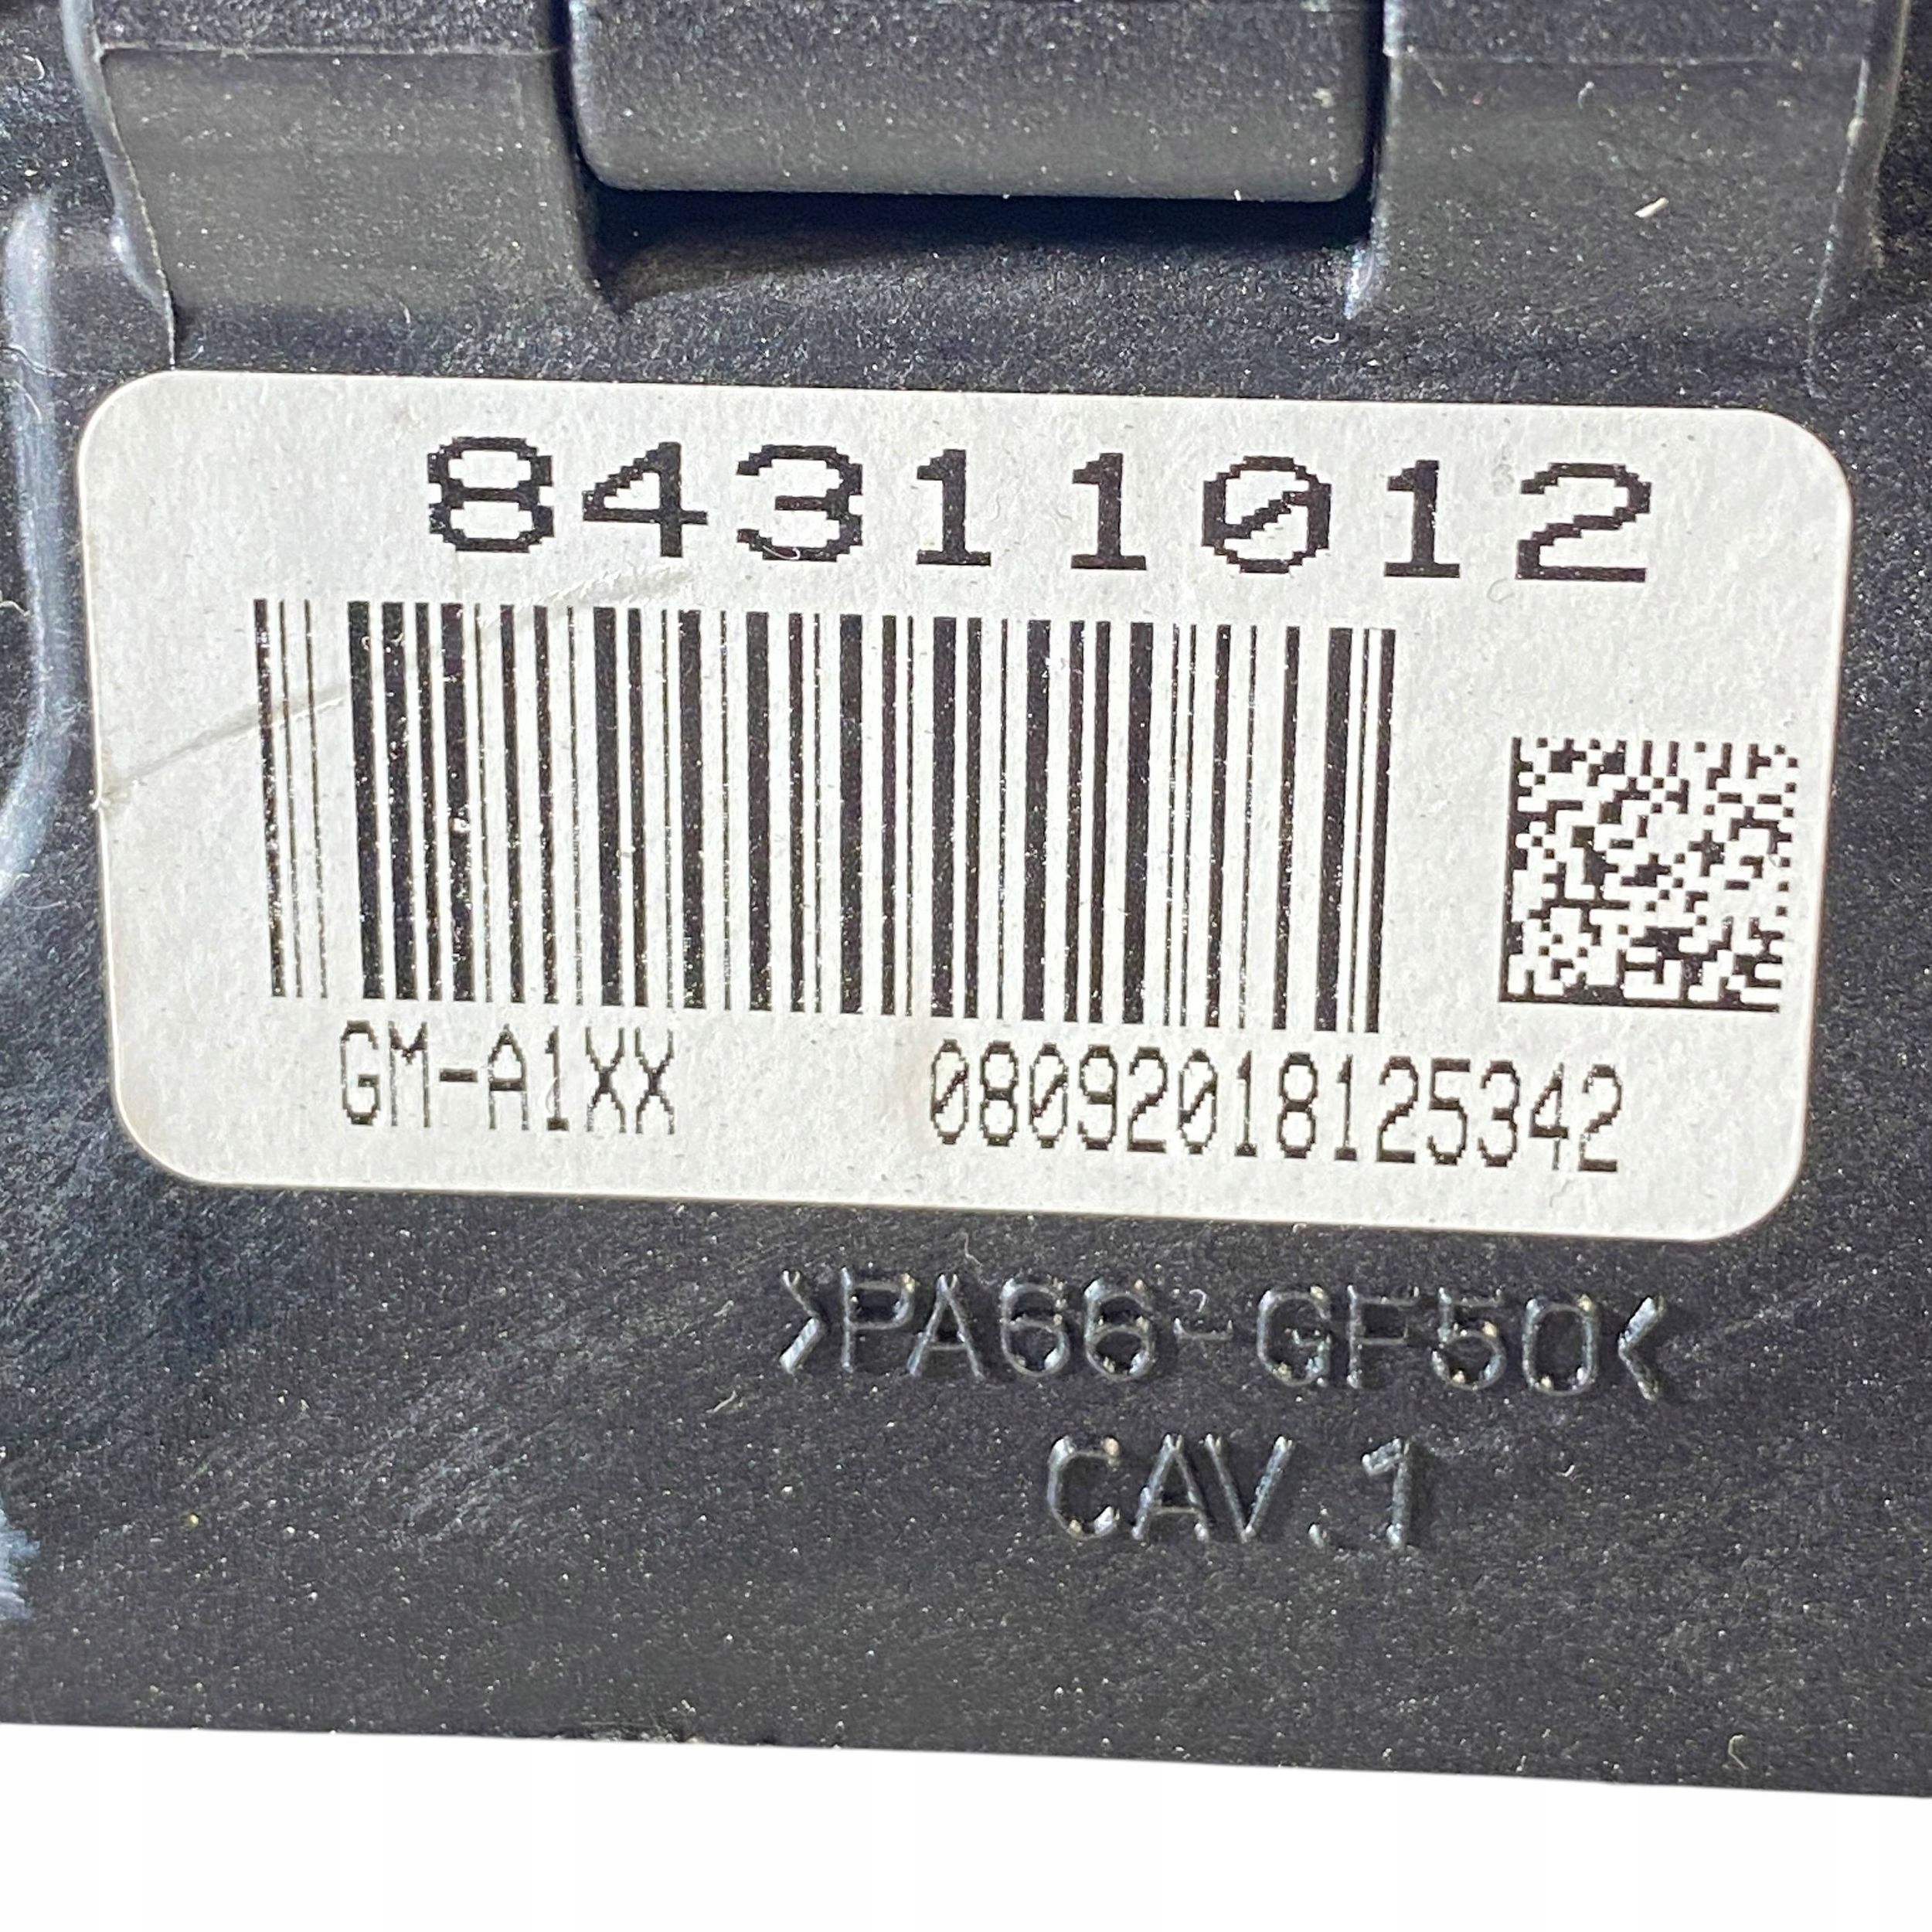 84311012
GM-A1XX 08092018125342
>PA66-GF50<
CAV.1